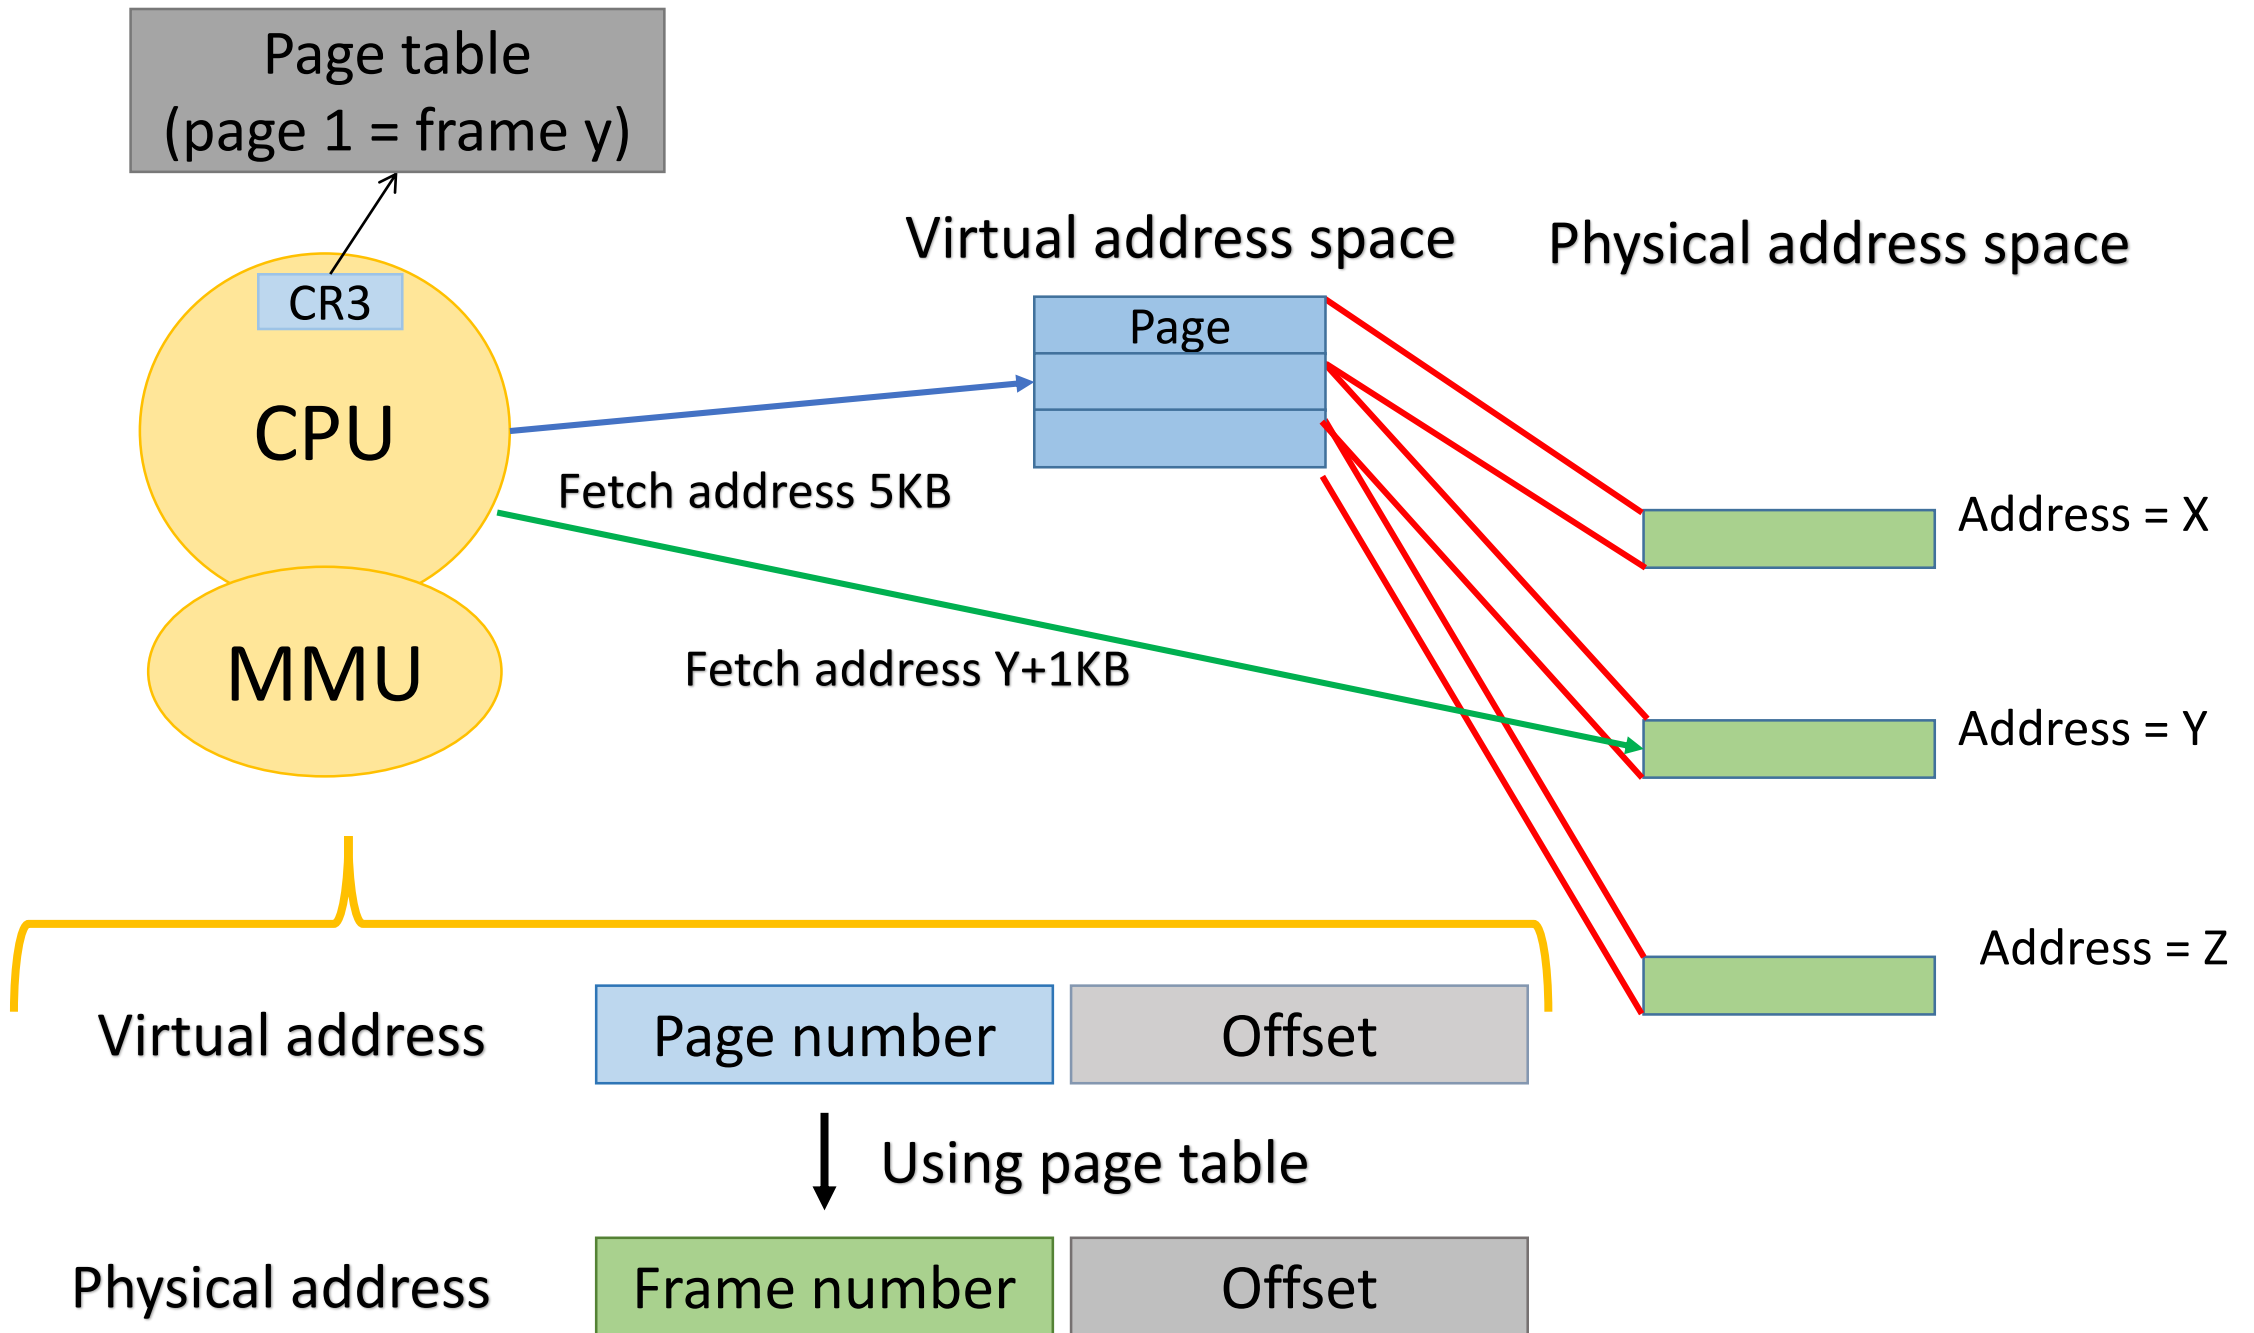 Page table
(page 1 = frame y)
Virtual address space
Physical address space
CR3
Page
CPU
Fetch address 5KB
Address = X
MMU
Fetch address Y+1KB
Address = Y
Address = Z
Virtual address
Page number
Offset
Using page table
Physical address
Frame number
Offset